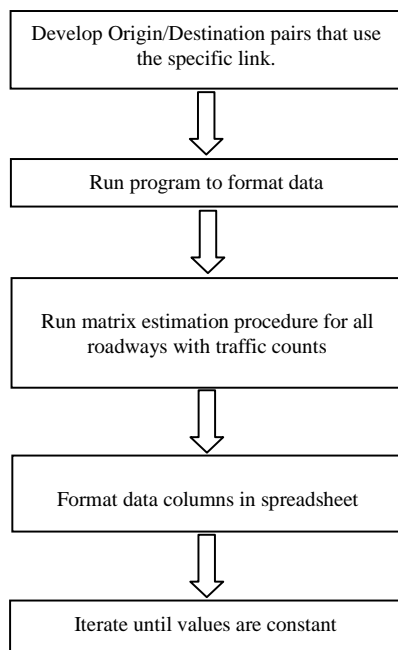 Develop Origin/Destination pairs that use
the specific link.
Run program to format data
Run matrix estimation procedure for all
roadways with traffic counts
Format data columns in spreadsheet
Iterate until values are constant